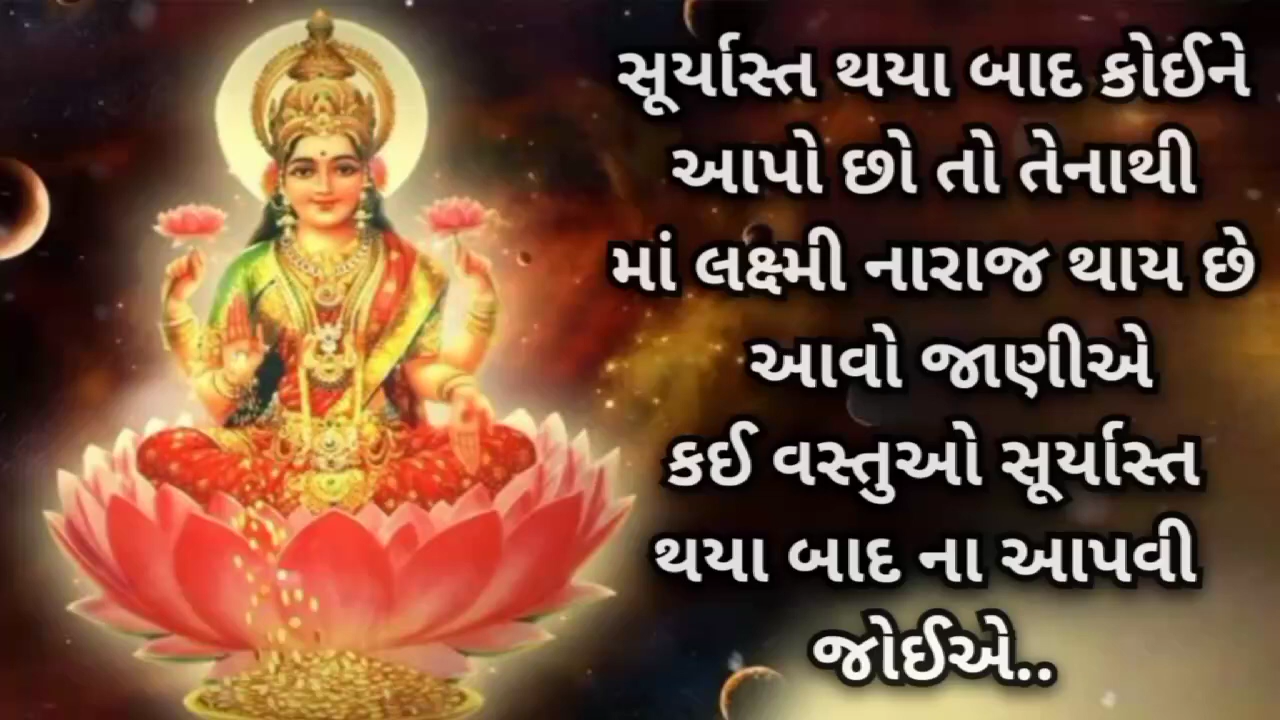 સૂર્યાસ્ત થયા બાદ કોઈને
આપો છો તો તેનાથી
માં લક્ષ્મી નારાજ થાય છે
આવો જાણીએ
કઈ વસ્તુઓ સૂર્યાસ્ત
થયા બાદ ના આપવી
જોઈએ..